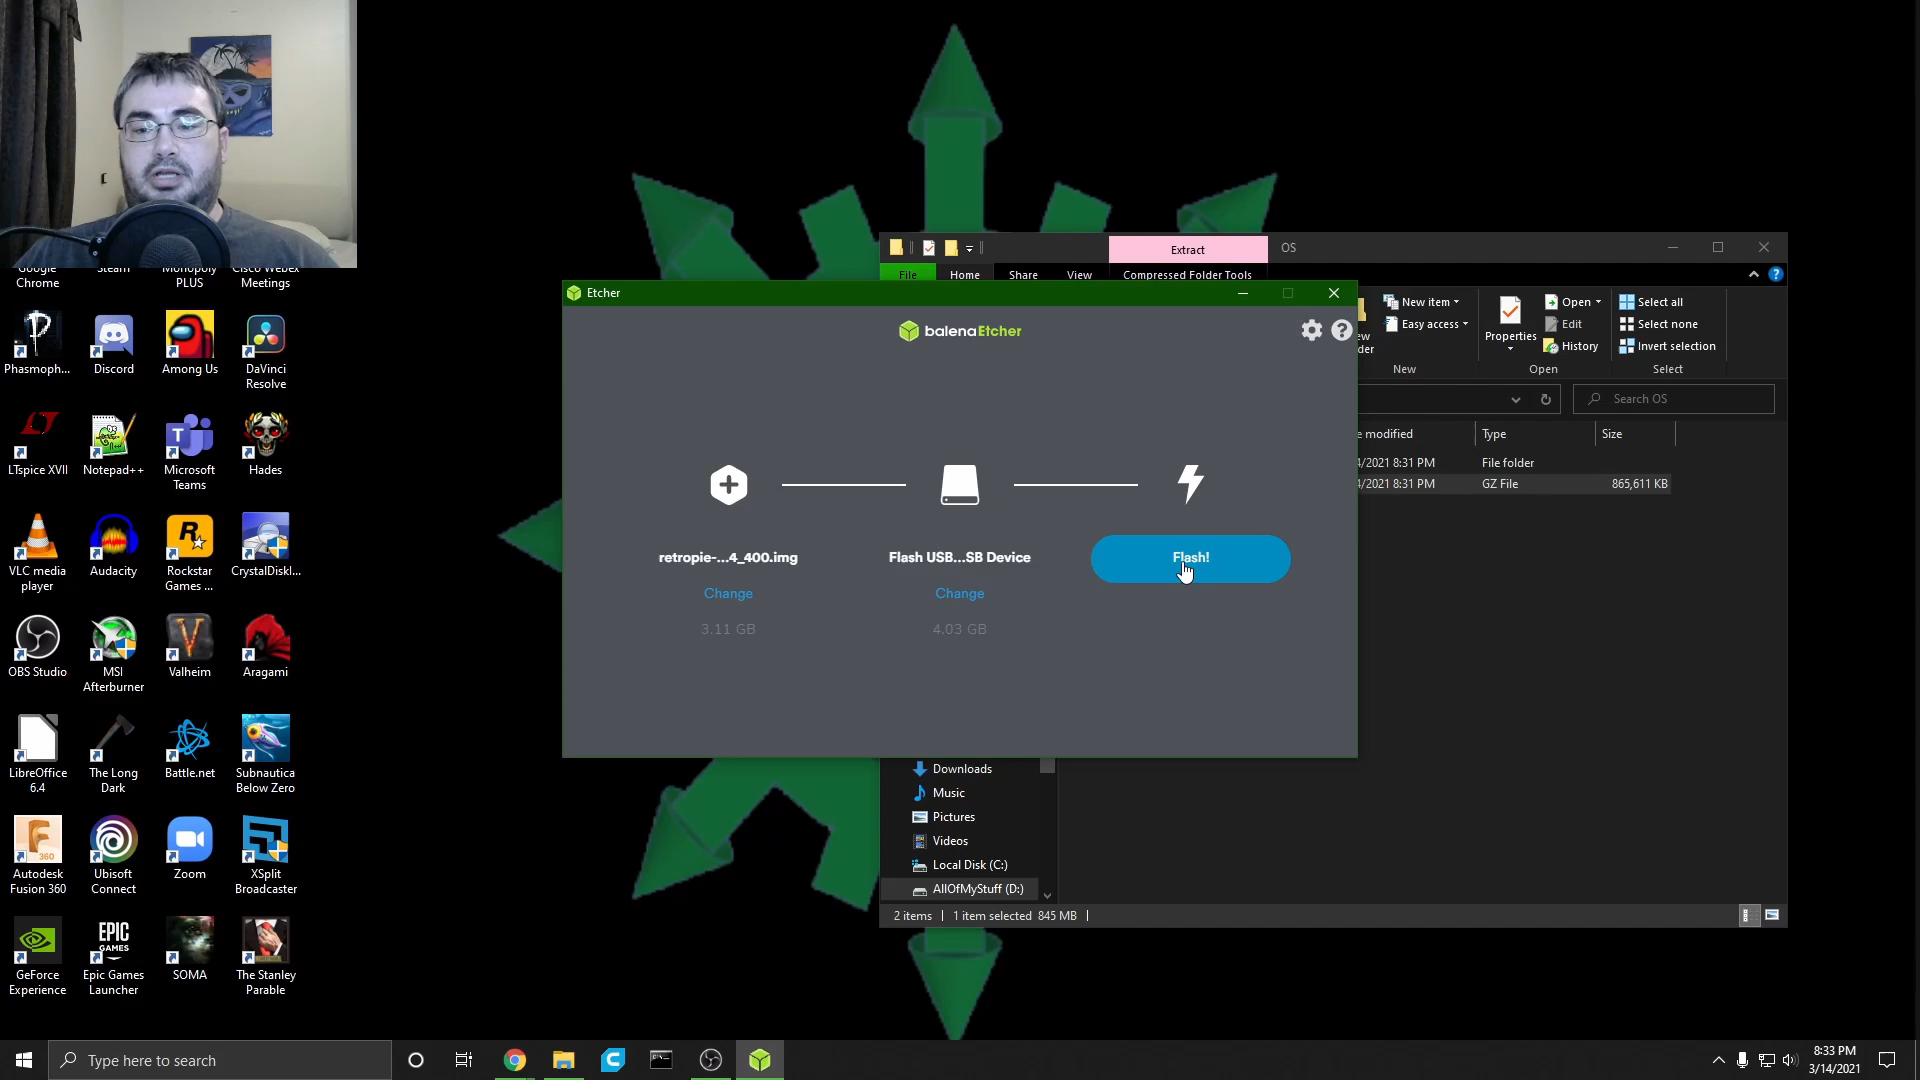 Google
Chrome
Steam
Monopoly
PLUS
Cisco Webex
Meetings
Phasmoph...
Discord
Among Us
DaVinci
Resolve
LTspice XVII
Notepad++
Microsoft
Teams
Hades
VLC media
player
Audacity
Rockstar
Games ...
CrystalDiskI...
OBS Studio
MSI
Afterburner
Valheim
Aragami
LibreOffice
6.4
The Long
Dark
Battle.net
Subnautica
Below Zero
Autodesk
Fusion 360
Ubisoft
Connect
Zoom
XSplit
Broadcaster
EPIC
GAMES
GeForce
Experience
Epic Games
Launcher
SOMA
The Stanley
Parable
Extract
OS
File
Home
Share
View
Compressed Folder Tools
Etcher
balenaEtcher
retropie-...4_400.img
Change
3.11 GB
Flash USB...SB Device
Change
4.03 GB
Flash!
New item
Easy access
New
Properties
Open
Edit
History
Open
Select all
Select none
Invert selection
Select
Search OS
e modified
Type
Size
4/2021 8:31 PM
File folder
4/2021 8:31 PM
GZ File
865,611 KB
Downloads
Music
Pictures
Videos
Local Disk (C:)
AllOfMyStuff (D:)
2 items
1 item selected 845 MB
Type here to search
8:33 PM
3/14/2021